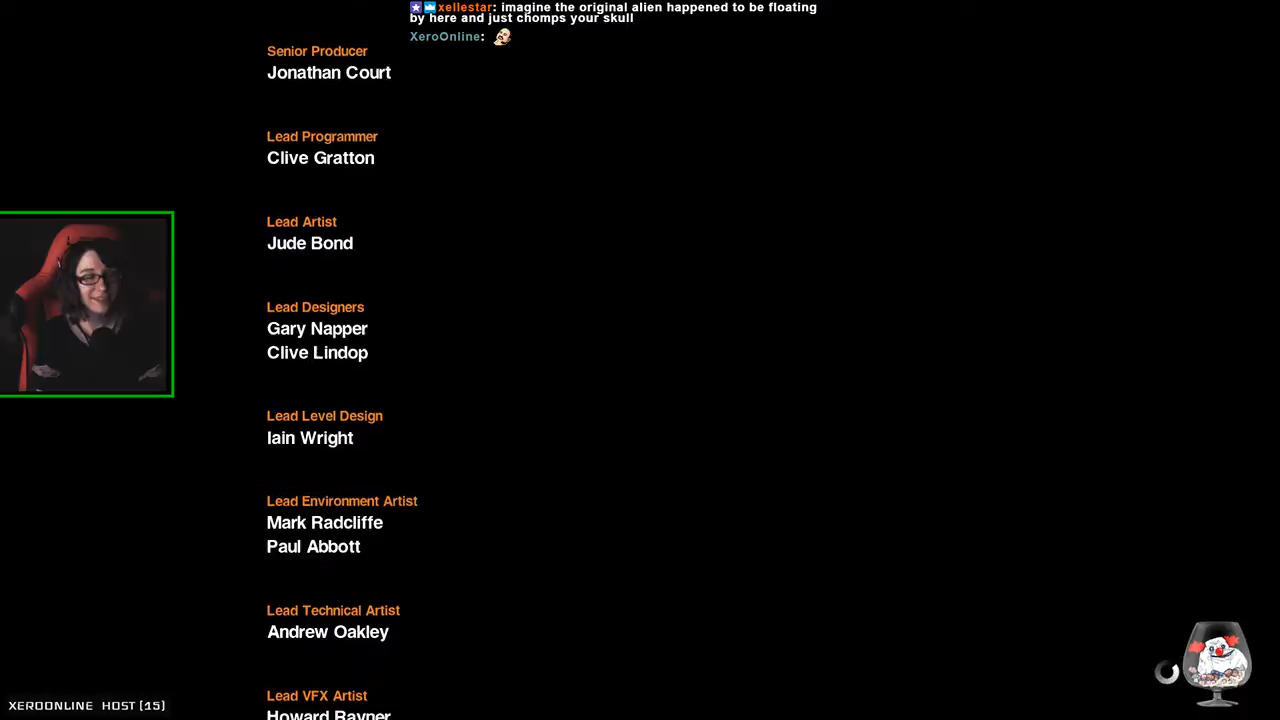 xellestar: imagine the original alien happened to be floating
by here and just chomps your skull
XeroOnline:
Senior Producer
Jonathan Court
Lead Programmer
Clive Gratton
Lead Artist
Jude Bond
Lead Designers
Gary Napper
Clive Lindop
Lead Level Design
Iain Wright
Lead Environment Artist
Mark Radcliffe
Paul Abbott
Lead Technical Artist
Andrew Oakley
Lead VFX Artist
Howard Rayner
XEROONLINE HOST [15]